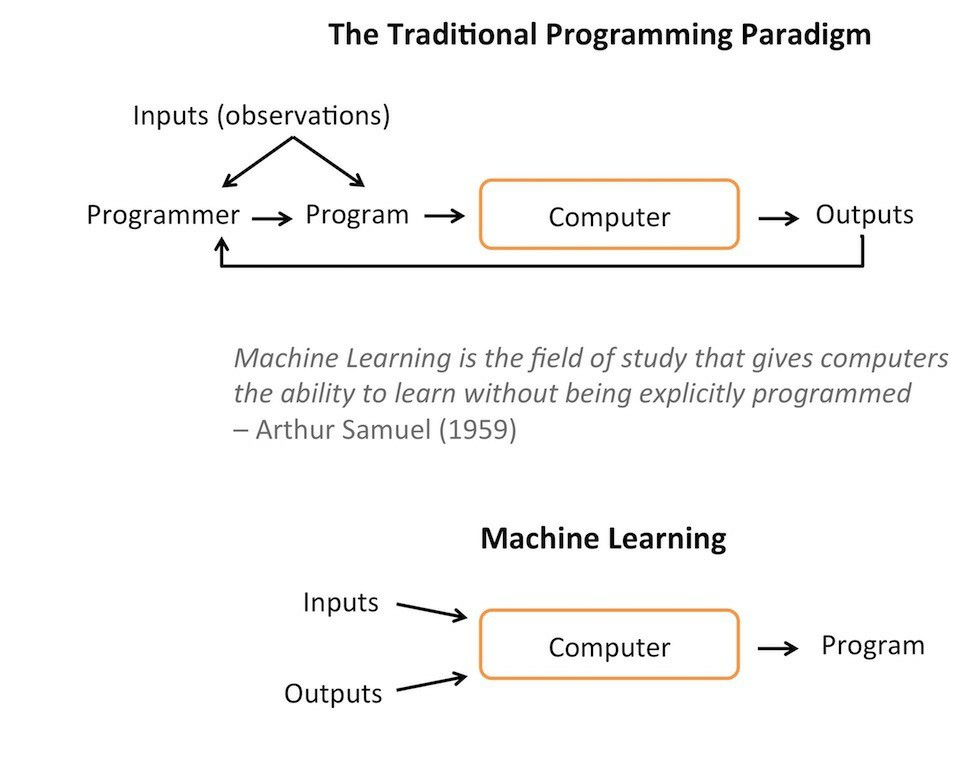 The Traditional Programming Paradigm
Inputs (observations)
Programmer
Program
Computer
Outputs
Machine Learning is the field of study that gives computers
the ability to learn without being explicitly programmed
– Arthur Samuel (1959)
Machine Learning
Inputs
Computer
Program
Outputs